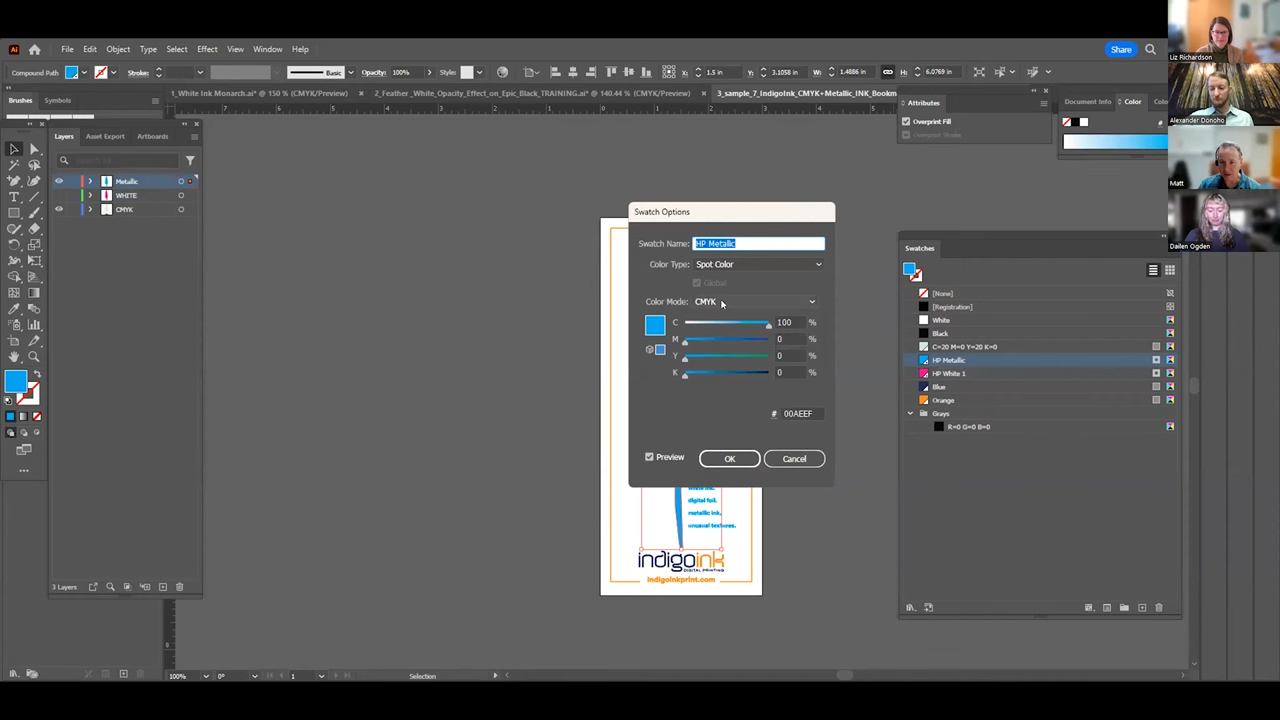 Ai File Edit Object Type Select Effect View Window Help Share
Liz Richardson
Compound Path Stroke: Basic Opacity: 100% Style: X: 1.5 in Y: 3.1058 in W: 1.4886 in H: 6.0769 in
1_White Ink Monarch.ai* @ 150 % (CMYK/Preview) 2_Feather_White_Opacity_Effect_on_Epic_Black_TRAINING.ai* @ 140.44 % (CMYK/Preview) 3_sample_7_IndigoInk_CMYK+Metallic_INK_Bookm
Brushes Symbols
Attributes
Overprint Fill
Overprint Stroke
Document Info Color Colo
Alexander Donoho
Matt
Dailen Ogden
Layers Asset Export Artboards
Metallic
WHITE
CMYK
3 Layers
Swatch Options
Swatch Name: HP Metallic
Color Type: Spot Color
Global
Color Mode: CMYK
C 100 %
M 0 %
Y 0 %
K 0 %
# 00AEEF
Preview OK Cancel
Swatches
[None]
[Registration]
White
Black
C=20 M=0 Y=20 K=0
HP Metallic
HP White 1
Blue
Orange
Grays
R=0 G=0 B=0
digital foil.
metallic ink.
unusual textures.
indigoink
DIGITAL PRINTING
indigoinkprint.com
100% 0° 1 Selection